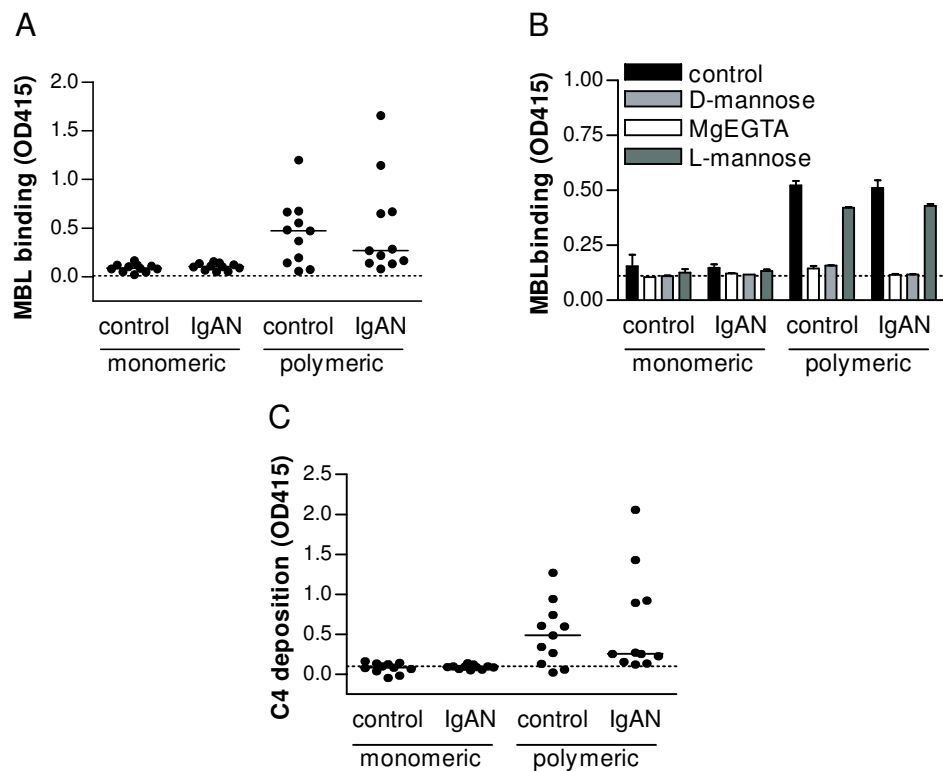 A
MBL binding (OD415)
2.0
1.5
1.0
0.5
0.0
control IgAN control IgAN
monomeric polymeric
B
MBLbinding (OD415)
1.00
0.75
0.50
0.25
0.00
control
D-mannose
MgEGTA
L-mannose
control IgAN control IgAN
monomeric polymeric
C
C4 deposition (OD415)
2.5
2.0
1.5
1.0
0.5
0.0
control IgAN control IgAN
monomeric polymeric